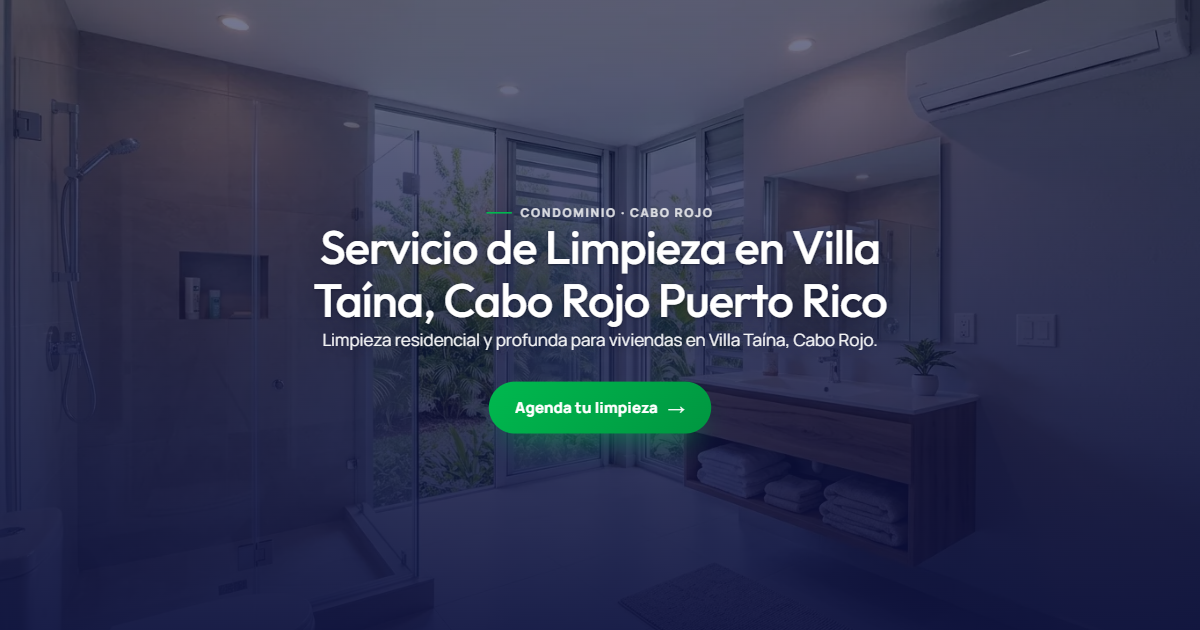 CONDOMINIO · CABO ROJO
Servicio de Limpieza en Villa
Taína, Cabo Rojo Puerto Rico
Limpieza residencial y profunda para viviendas en Villa Taína, Cabo Rojo.
Agenda tu limpieza →